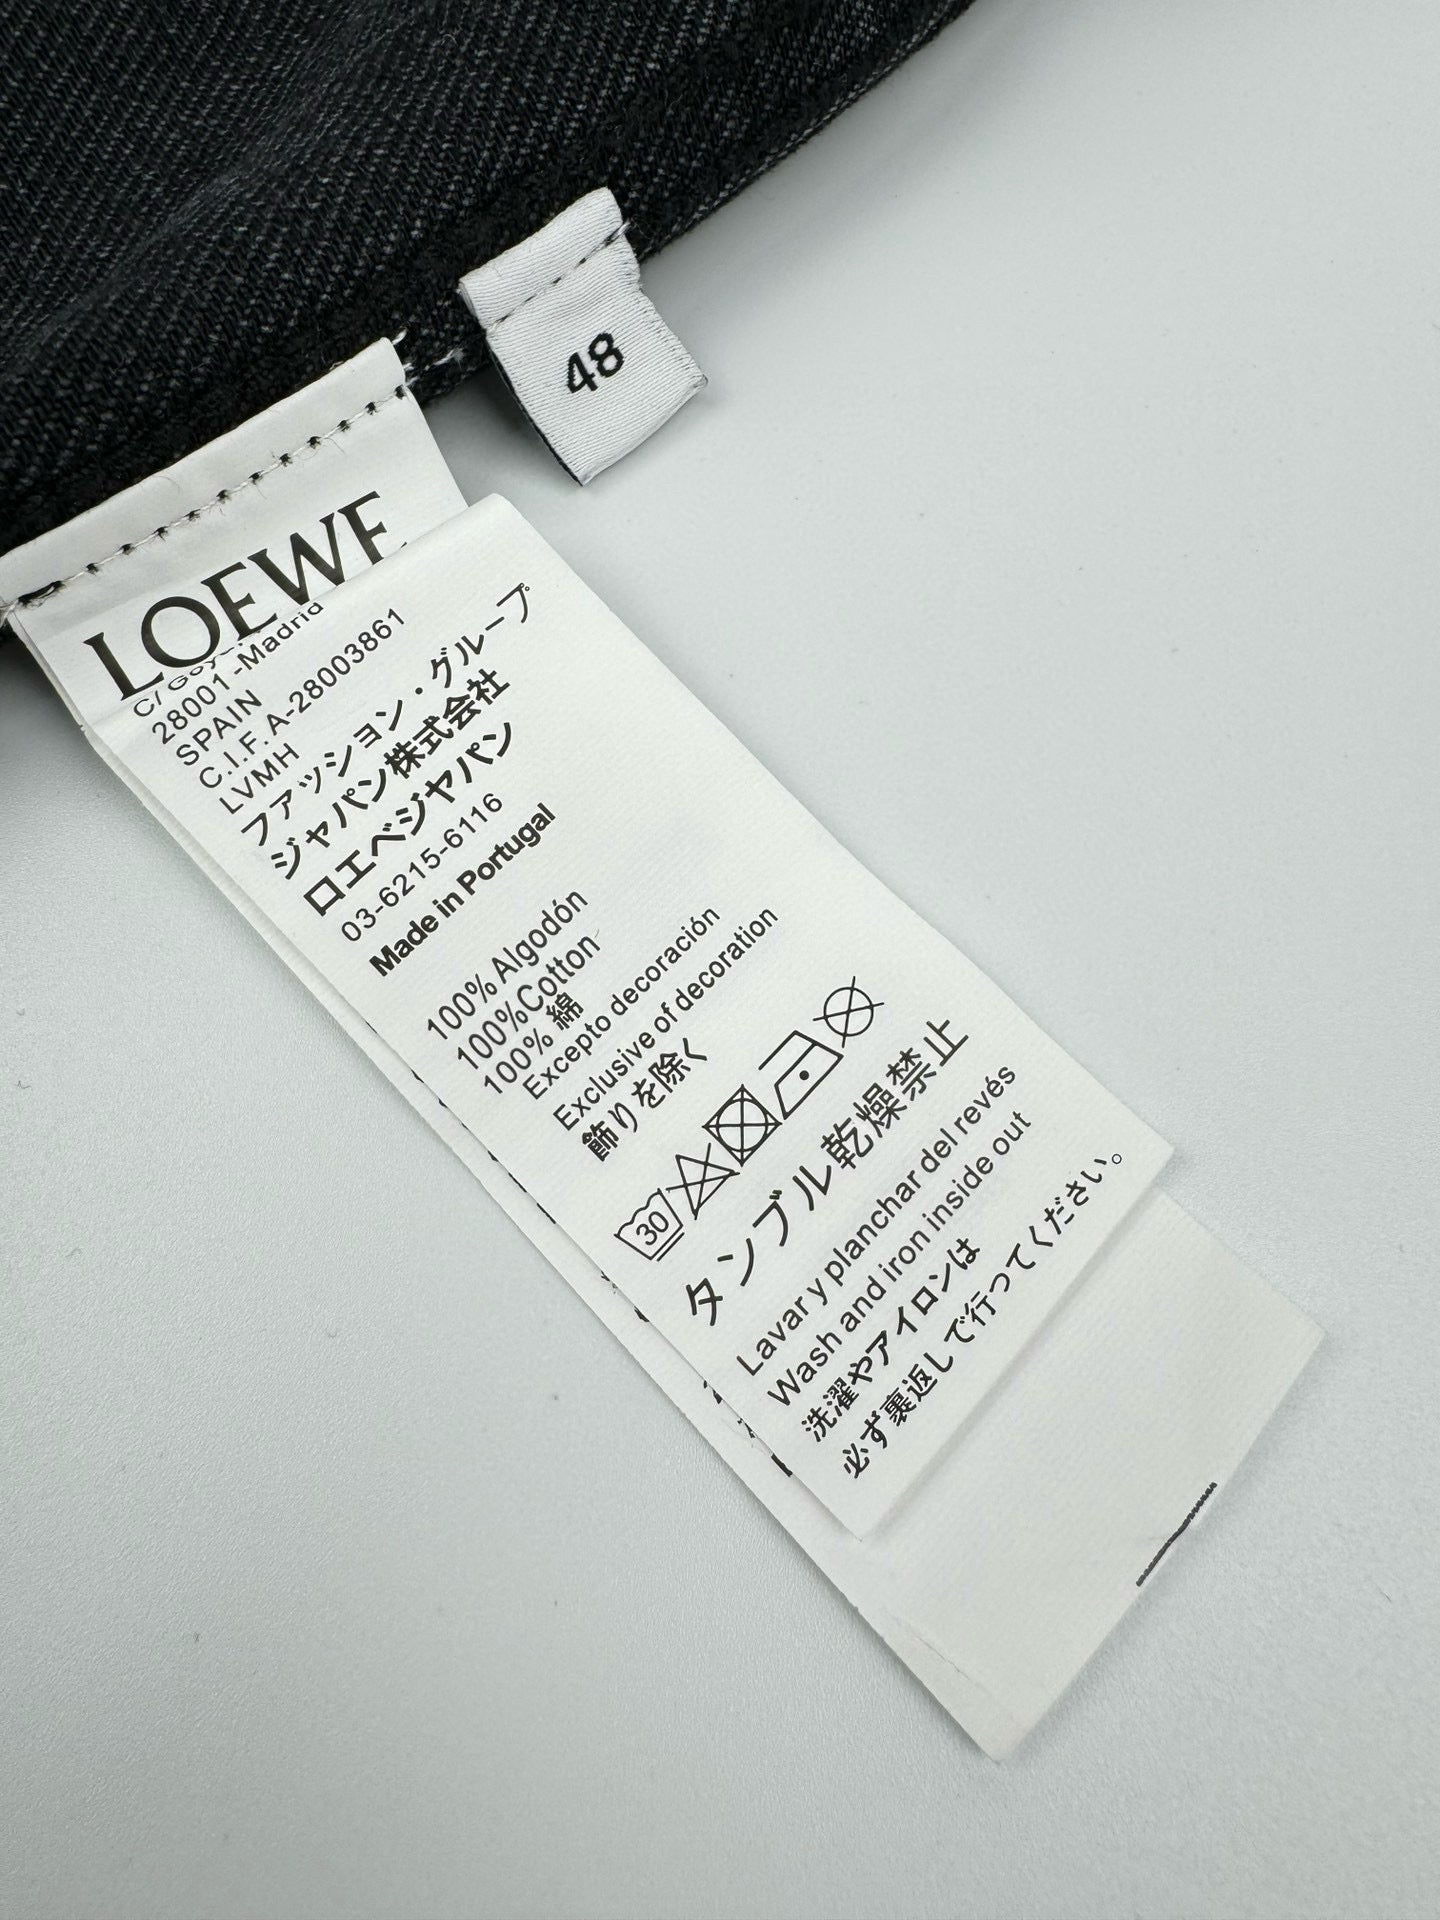 48
LOEWE
28001 -Madrid
SPAIN
C.I.F. A-28003861
LVMH
ファッション・グループ
ジャパン株式会社
ロエベジャパン
03-6215-6116
Made in Portugal
100% Algodón
100%Cotton
100% 綿
Excepto decoración
Exclusive of decoration
飾りを除く
30
タンブル乾燥禁止
Lavar y planchar del revés
Wash and iron inside out
洗濯やアイロンは
必ず裏返しで行ってください。